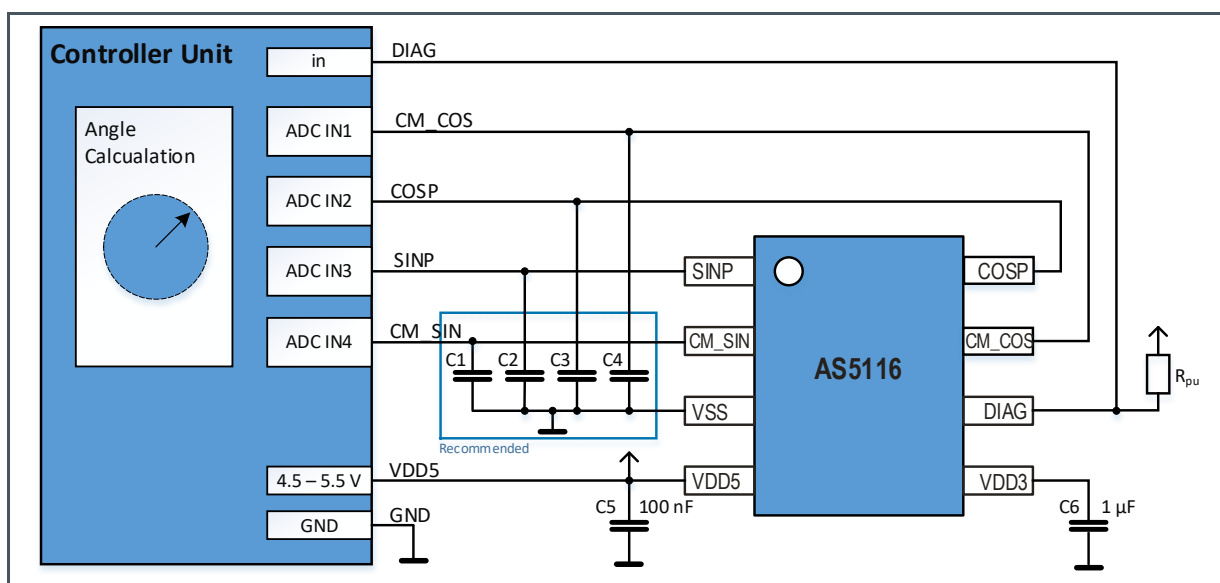 Controller Unit
in
DIAG
Angle
Calcualation
ADC IN1
CM_COS
ADC IN2
COSP
ADC IN3
SINP
ADC IN4
CM_SIN
C1
C2
C3
C4
Recommended
SINP
COSP
CM_SIN
CM_COS
AS5116
VSS
DIAG
Rpu
VDD5
VDD3
4.5 – 5.5 V
VDD5
C5
100 nF
C6
1 µF
GND
GND